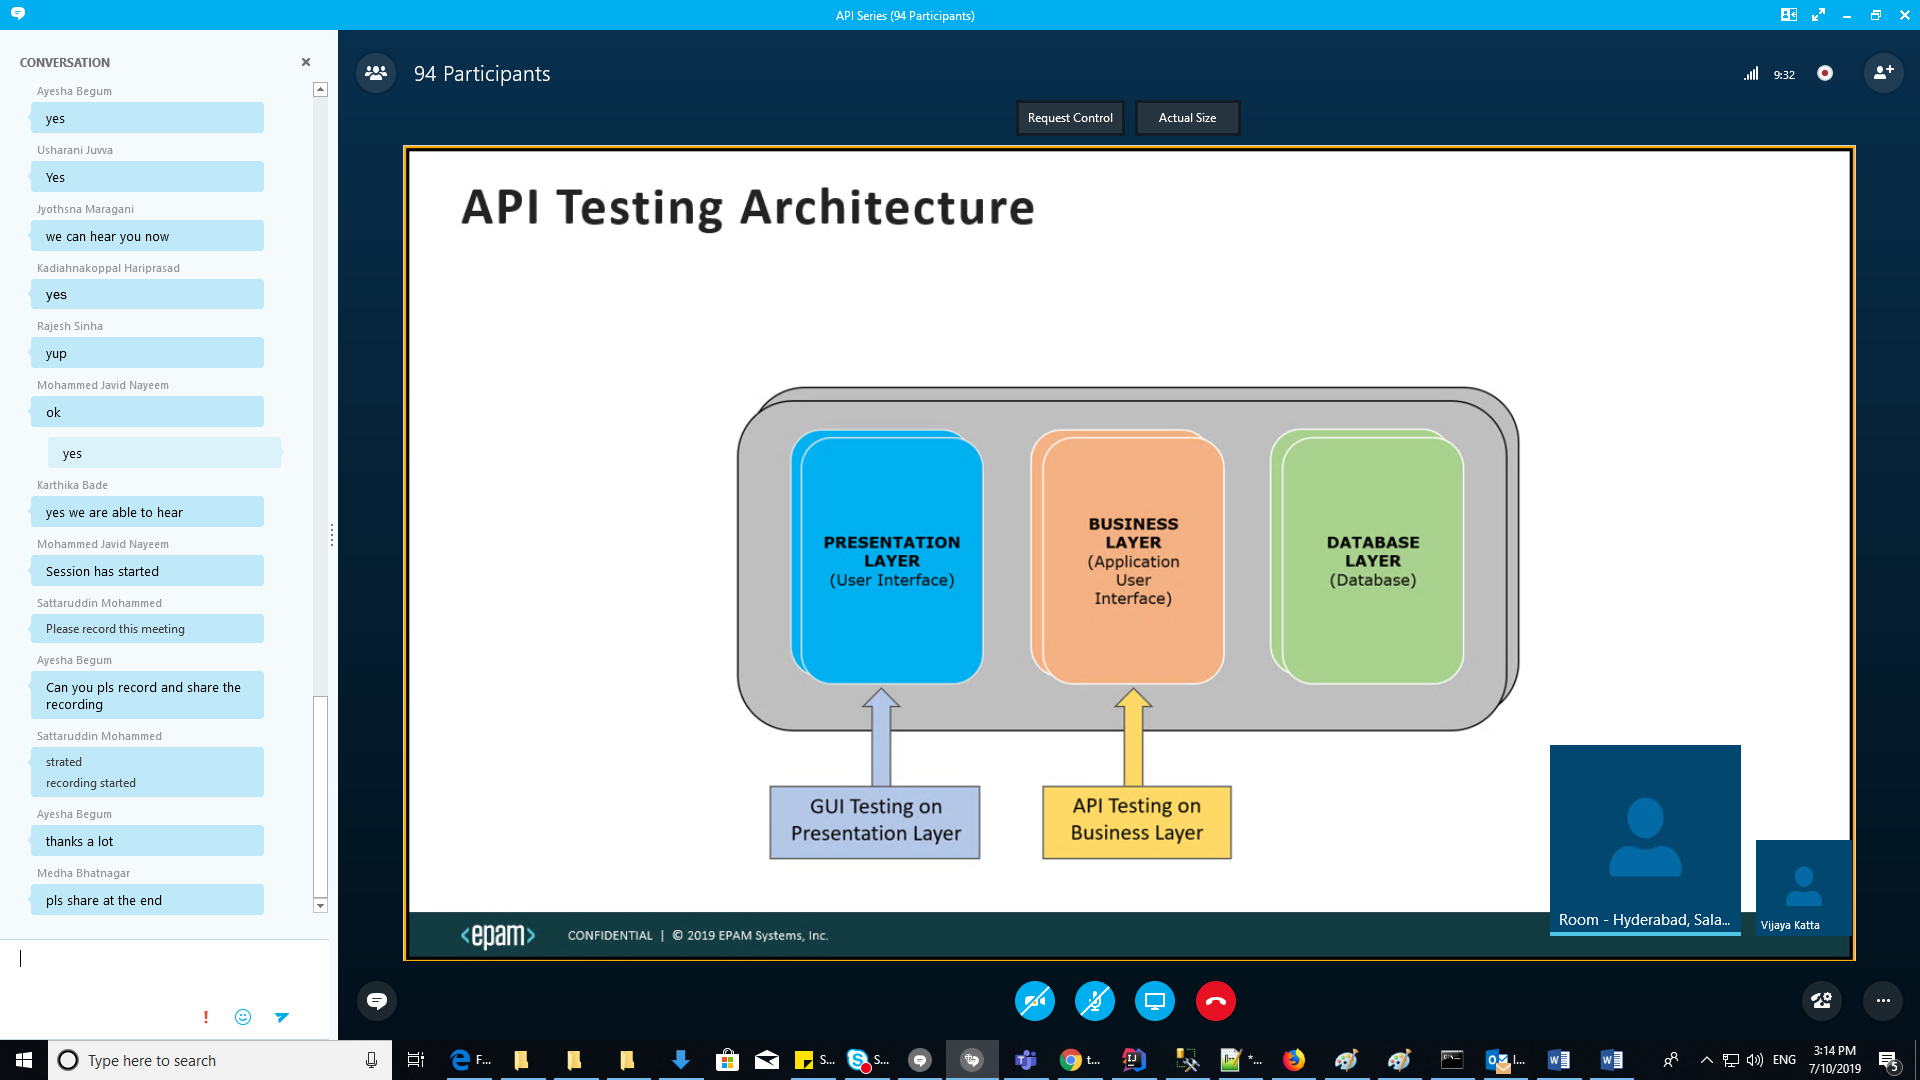 API Series (94 Participants)
CONVERSATION
Ayesha Begum
yes
Usharani Juvva
Yes
Jyothsna Maragani
we can hear you now
Kadiahnakoppal Hariprasad
yes
Rajesh Sinha
yup
Mohammed Javid Nayeem
ok
yes
Karthika Bade
yes we are able to hear
Mohammed Javid Nayeem
Session has started
Sattaruddin Mohammed
Please record this meeting
Ayesha Begum
Can you pls record and share the
recording
Sattaruddin Mohammed
strated
recording started
Ayesha Begum
thanks a lot
Medha Bhatnagar
pls share at the end
94 Participants
9:32
Request Control
Actual Size
API Testing Architecture
PRESENTATION
LAYER
(User Interface)
BUSINESS
LAYER
(Application
User
Interface)
DATABASE
LAYER
(Database)
GUI Testing on
Presentation Layer
API Testing on
Business Layer
<epam>
CONFIDENTIAL | © 2019 EPAM Systems, Inc.
Room - Hyderabad, Sala...
Vijaya Katta
Type here to search
F...
S...
S...
t...
*...
I...
ENG
3:14 PM
7/10/2019
5